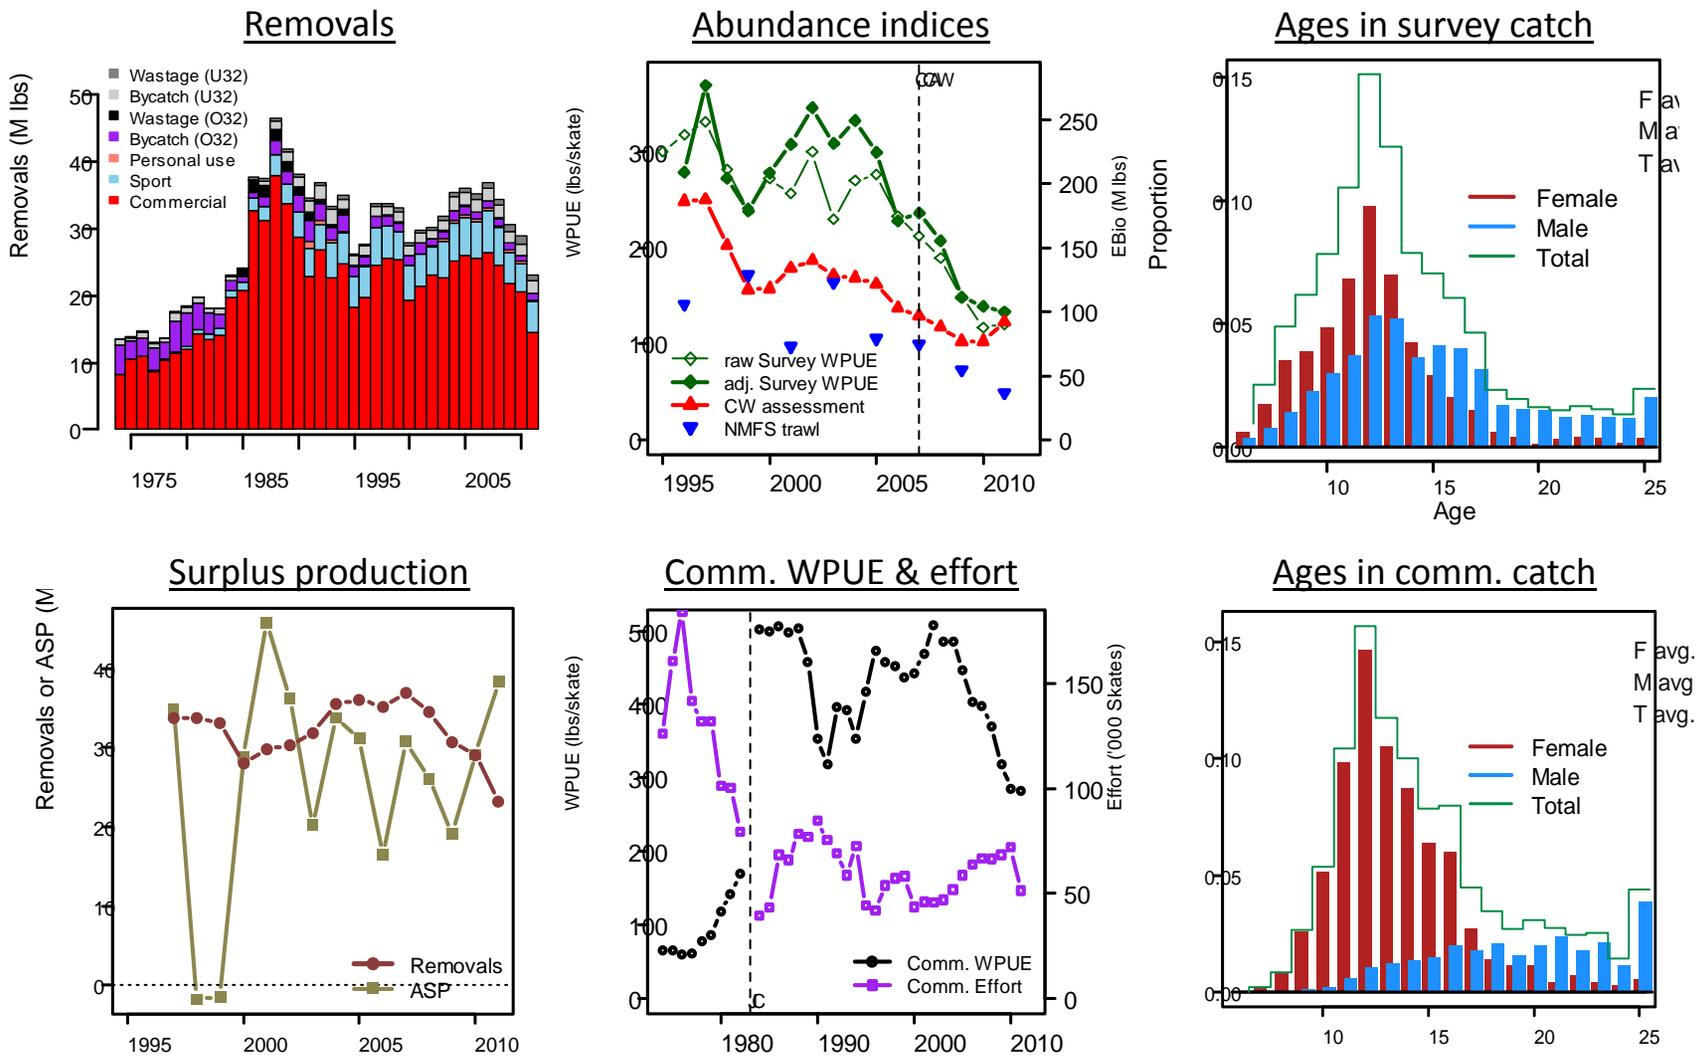 Removals
Wastage (U32)
Bycatch (U32)
Wastage (O32)
Bycatch (O32)
Personal use
Sport
Commercial
Removals (M lbs)
50
40
30
20
10
0
1975 1985 1995 2005
Abundance indices
WPUE (lbs/skate)
300
200
100
0
CCW
raw Survey WPUE
adj. Survey WPUE
CW assessment
NMFS trawl
250
200
150
100
50
0
EBio (M lbs)
1995 2000 2005 2010
Ages in survey catch
Proportion
0.15
0.10
0.05
0.00
F av
M a
T av
Female
Male
Total
10 15 20 25
Age
Surplus production
Removals or ASP (M
40
30
20
10
0
Removals
ASP
1995 2000 2005 2010
Comm. WPUE & effort
WPUE (lbs/skate)
500
400
300
200
100
0
Comm. WPUE
Comm. Effort
150
100
50
0
Effort ('000 Skates)
1980 1990 2000 2010
Ages in comm. catch
0.15
0.10
0.05
0.00
F avg.
M avg
T avg.
Female
Male
Total
10 15 20 25